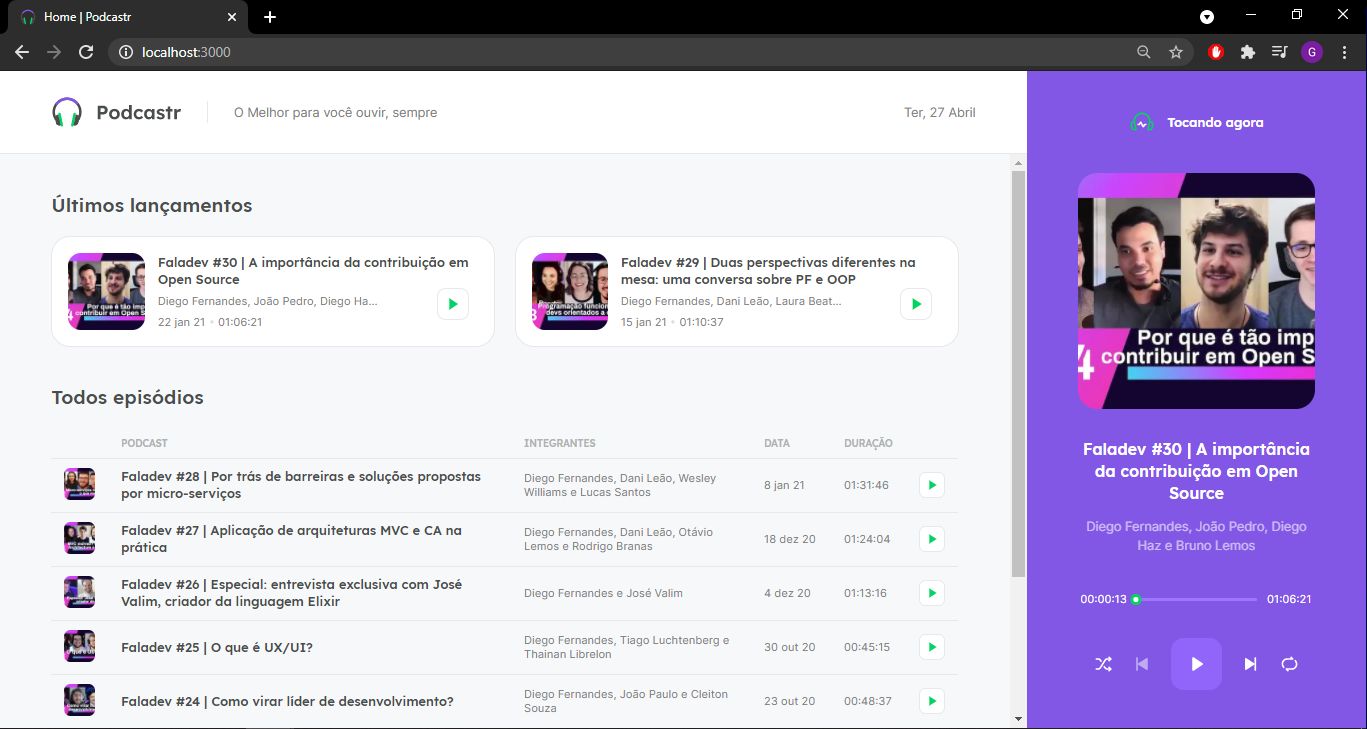 Home | Podcastr
localhost:3000
G
Podcastr
O Melhor para você ouvir, sempre
Ter, 27 Abril
Últimos lançamentos
Faladev #30 | A importância da contribuição em
Open Source
Diego Fernandes, João Pedro, Diego Ha...
22 jan 21 • 01:06:21
Faladev #29 | Duas perspectivas diferentes na
mesa: uma conversa sobre PF e OOP
Diego Fernandes, Dani Leão, Laura Beat...
15 jan 21 • 01:10:37
Todos episódios
PODCAST INTEGRANTES DATA DURAÇÃO
Faladev #28 | Por trás de barreiras e soluções propostas
por micro-serviços
Diego Fernandes, Dani Leão, Wesley
Williams e Lucas Santos
8 jan 21
01:31:46
Faladev #27 | Aplicação de arquiteturas MVC e CA na
prática
Diego Fernandes, Dani Leão, Otávio
Lemos e Rodrigo Branas
18 dez 20
01:24:04
Faladev #26 | Especial: entrevista exclusiva com José
Valim, criador da linguagem Elixir
Diego Fernandes e José Valim
4 dez 20
01:13:16
Faladev #25 | O que é UX/UI?
Diego Fernandes, Tiago Luchtenberg e
Thainan Librelon
30 out 20
00:45:15
Faladev #24 | Como virar líder de desenvolvimento?
Diego Fernandes, João Paulo e Cleiton
Souza
23 out 20
00:48:37
Tocando agora
Por que é tão imp
4 contribuir em Open S
Faladev #30 | A importância
da contribuição em Open
Source
Diego Fernandes, João Pedro, Diego
Haz e Bruno Lemos
00:00:13
01:06:21